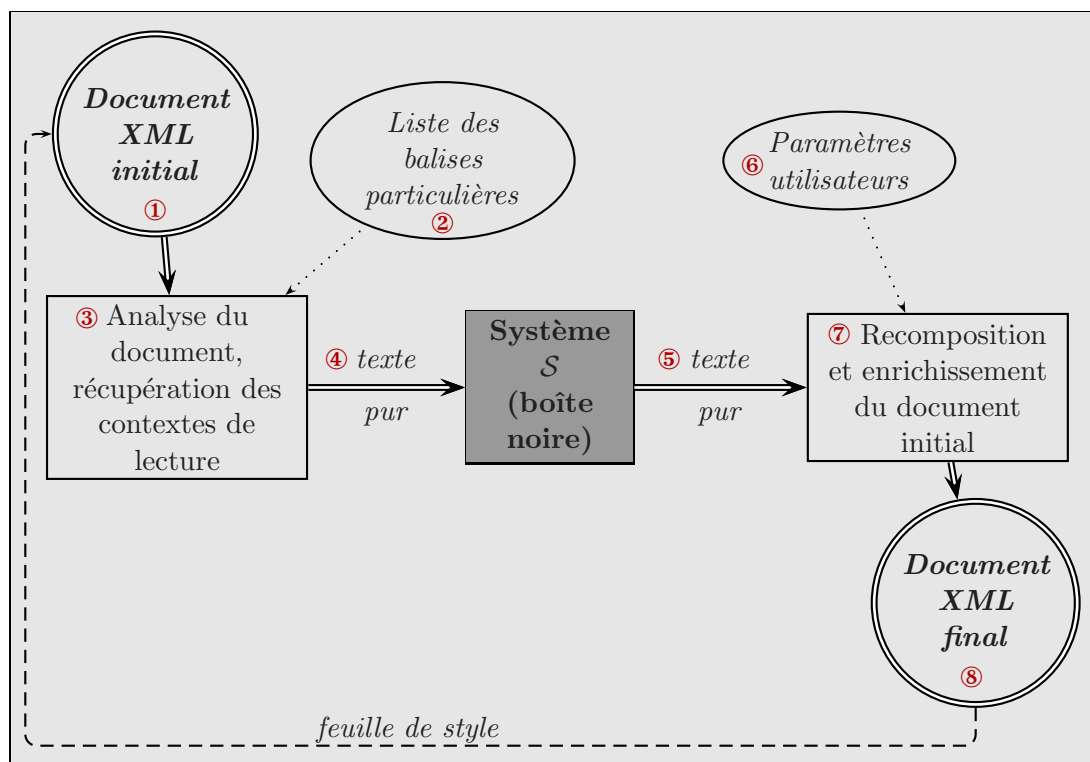 Document
XML
initial
①
Liste des
balises
particulières
②
Paramètres
⑥
utilisateurs
③ Analyse du
document,
récupération des
contextes de
lecture
④ texte
pur
Système
𝒮
(boîte
noire)
⑤ texte
pur
⑦ Recomposition
et enrichissement
du document
initial
Document
XML
final
⑧
feuille de style